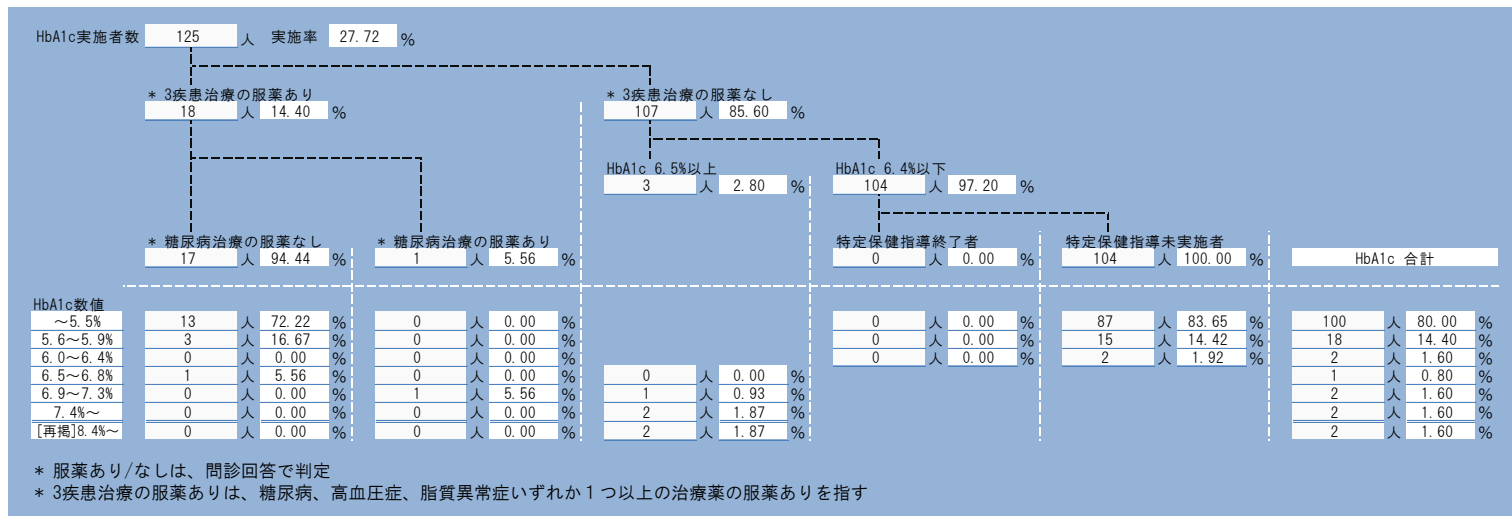 HbA1c実施者数 125 人 実施率 27.72 %
* 3疾患治療の服薬あり * 3疾患治療の服薬なし
18 人 14.40 % 107 人 85.60 %
HbA1c 6.5%以上 HbA1c 6.4%以下
3 人 2.80 % 104 人 97.20 %
* 糖尿病治療の服薬なし * 糖尿病治療の服薬あり 特定保健指導終了者 特定保健指導未実施者
17 人 94.44 % 1 人 5.56 % 0 人 0.00 % 104 人 100.00 % HbA1c 合計
HbA1c数値
～5.5% 13 人 72.22 % 0 人 0.00 % 0 人 0.00 % 87 人 83.65 % 100 人 80.00 %
5.6～5.9% 3 人 16.67 % 0 人 0.00 % 0 人 0.00 % 15 人 14.42 % 18 人 14.40 %
6.0～6.4% 0 人 0.00 % 0 人 0.00 % 0 人 0.00 % 2 人 1.92 % 2 人 1.60 %
6.5～6.8% 1 人 5.56 % 0 人 0.00 % 0 人 0.00 % 1 人 0.80 %
6.9～7.3% 0 人 0.00 % 1 人 5.56 % 1 人 0.93 % 2 人 1.60 %
7.4%～ 0 人 0.00 % 0 人 0.00 % 2 人 1.87 % 2 人 1.60 %
[再掲]8.4%～ 0 人 0.00 % 0 人 0.00 % 2 人 1.87 % 2 人 1.60 %
* 服薬あり/なしは、問診回答で判定
* 3疾患治療の服薬ありは、糖尿病、高血圧症、脂質異常症いずれか１つ以上の治療薬の服薬ありを指す